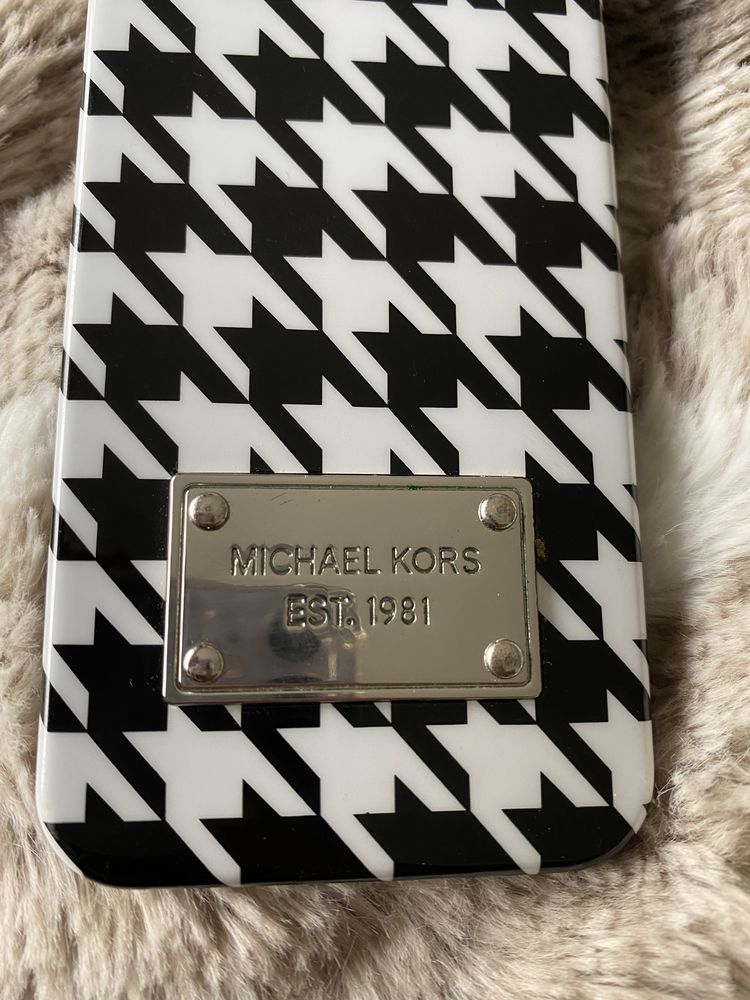 MICHAEL KORS
EST. 1981